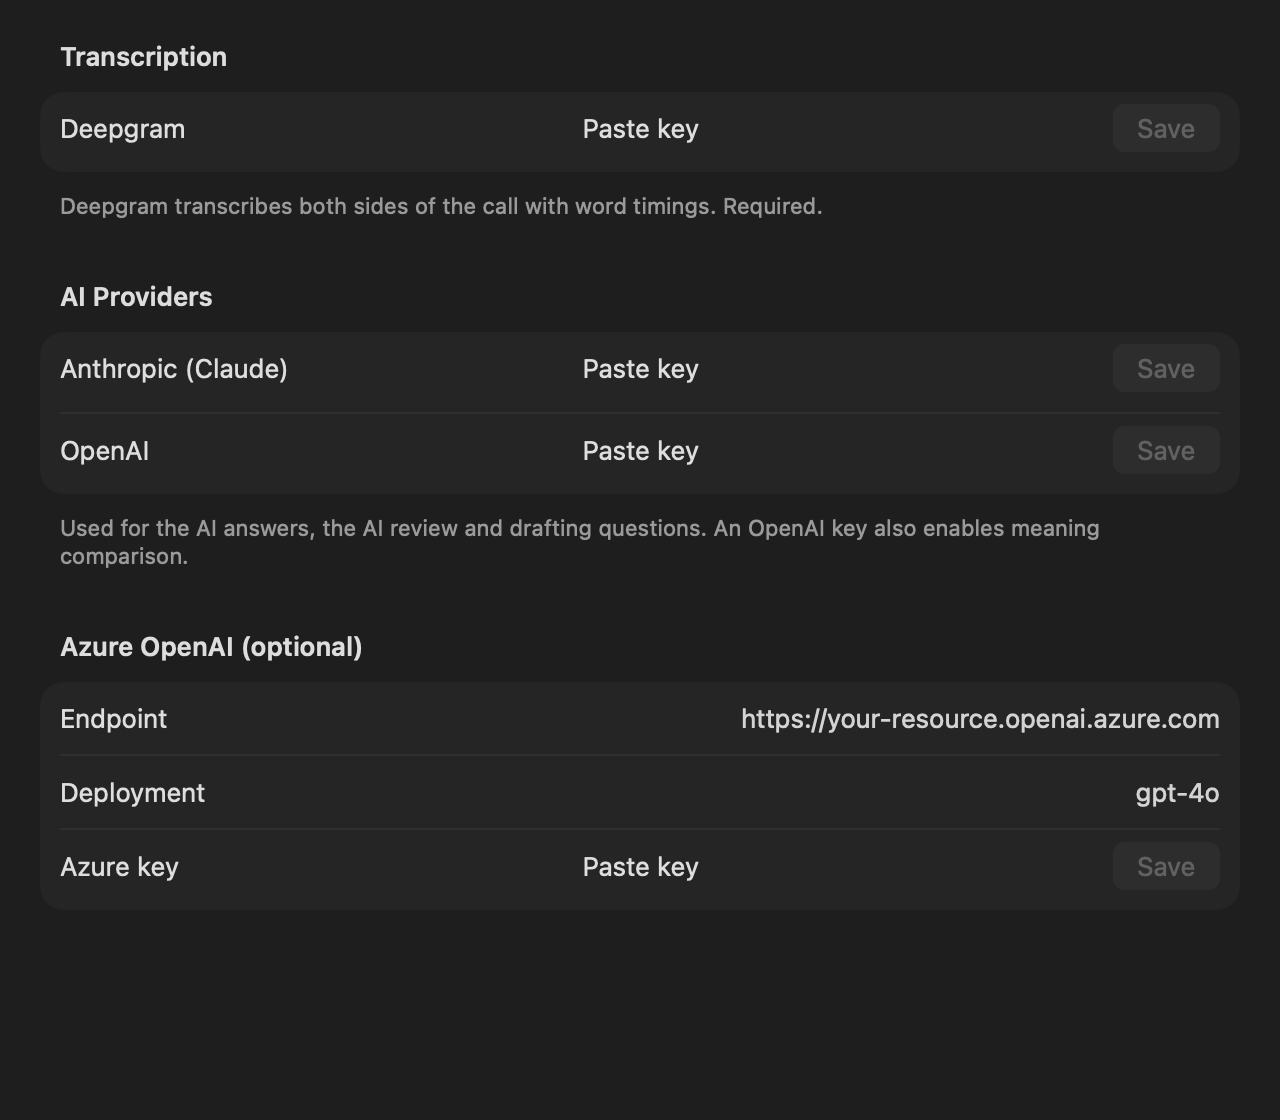 Transcription
Deepgram Paste key Save
Deepgram transcribes both sides of the call with word timings. Required.
AI Providers
Anthropic (Claude) Paste key Save
OpenAI Paste key Save
Used for the AI answers, the AI review and drafting questions. An OpenAI key also enables meaning
comparison.
Azure OpenAI (optional)
Endpoint https://your-resource.openai.azure.com
Deployment gpt-4o
Azure key Paste key Save